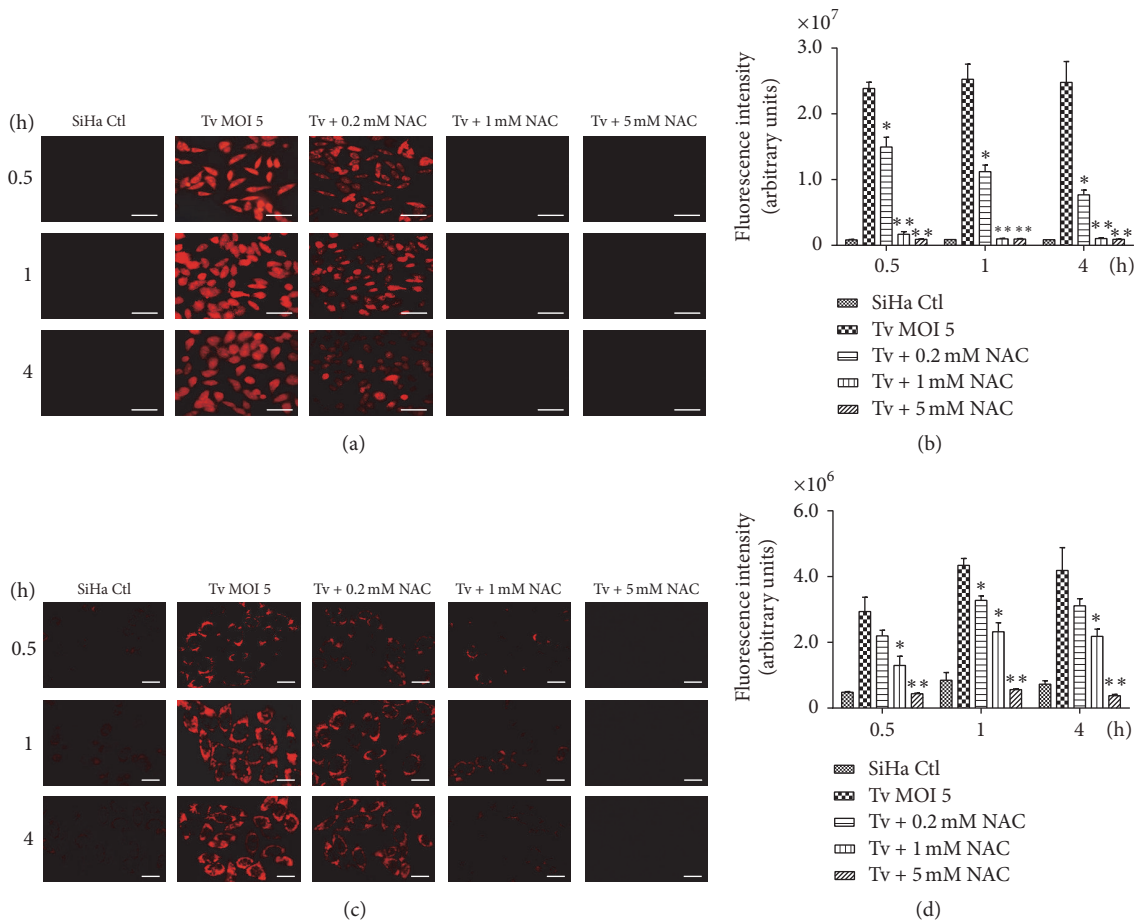 (h)
SiHa Ctl
Tv MOI 5
Tv + 0.2 mM NAC
Tv + 1 mM NAC
Tv + 5 mM NAC
0.5
1
4
(a)
×10⁷
3.0
2.0
1.0
0
Fluorescence intensity
(arbitrary units)
*
**
**
*
**
**
*
**
**
0.5
1
4
(h)
SiHa Ctl
Tv MOI 5
Tv + 0.2 mM NAC
Tv + 1 mM NAC
Tv + 5 mM NAC
(b)
(h)
SiHa Ctl
Tv MOI 5
Tv + 0.2 mM NAC
Tv + 1 mM NAC
Tv + 5 mM NAC
0.5
1
4
(c)
×10⁶
6.0
4.0
2.0
0
Fluorescence intensity
(arbitrary units)
*
**
*
*
**
*
**
0.5
1
4
(h)
SiHa Ctl
Tv MOI 5
Tv + 0.2 mM NAC
Tv + 1 mM NAC
Tv + 5 mM NAC
(d)